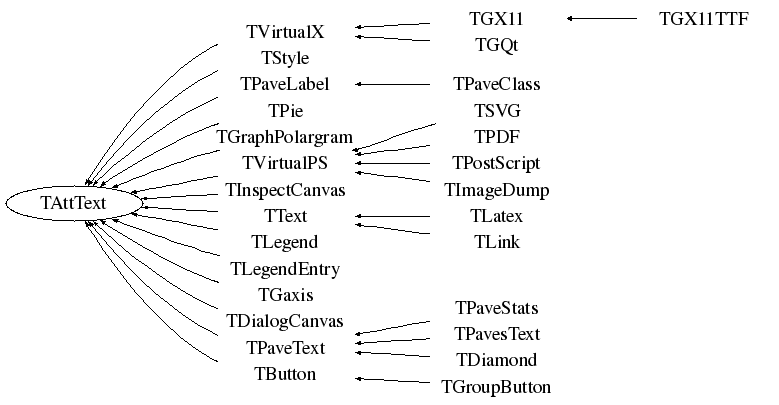 TAttText
TVirtualX
TStyle
TPaveLabel
TPie
TGraphPolargram
TVirtualPS
TInspectCanvas
TText
TLegend
TLegendEntry
TGaxis
TDialogCanvas
TPaveText
TButton
TGX11
TGQt
TPaveClass
TSVG
TPDF
TPostScript
TImageDump
TLatex
TLink
TPaveStats
TPavesText
TDiamond
TGroupButton
TGX11TTF